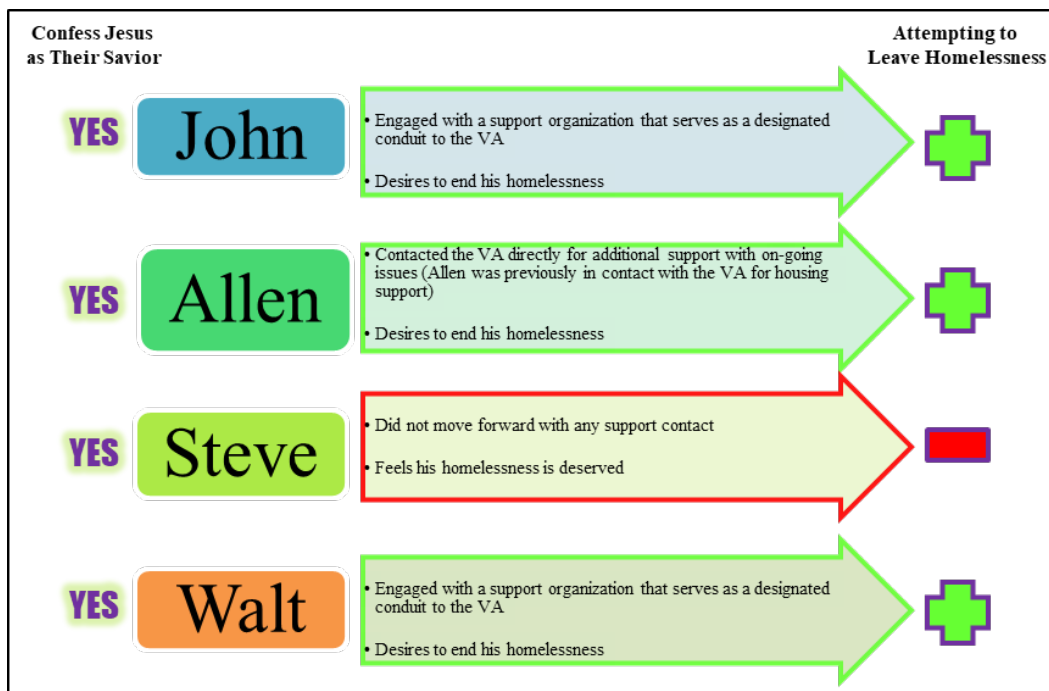 Confess Jesus
as Their Savior
Attempting to
Leave Homelessness
YES
John
• Engaged with a support organization that serves as a designated
conduit to the VA
• Desires to end his homelessness
YES
Allen
• Contacted the VA directly for additional support with on-going
issues (Allen was previously in contact with the VA for housing
support)
• Desires to end his homelessness
YES
Steve
• Did not move forward with any support contact
• Feels his homelessness is deserved
YES
Walt
• Engaged with a support organization that serves as a designated
conduit to the VA
• Desires to end his homelessness